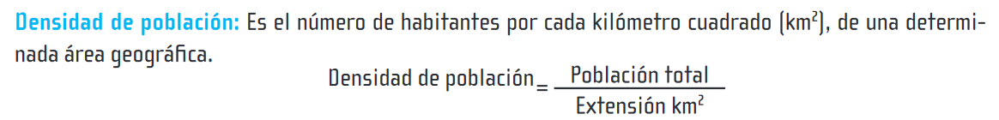 Densidad de población: Es el número de habitantes por cada kilómetro cuadrado (km²), de una determi-
nada área geográfica.
Densidad de población = Población total
Extensión km²